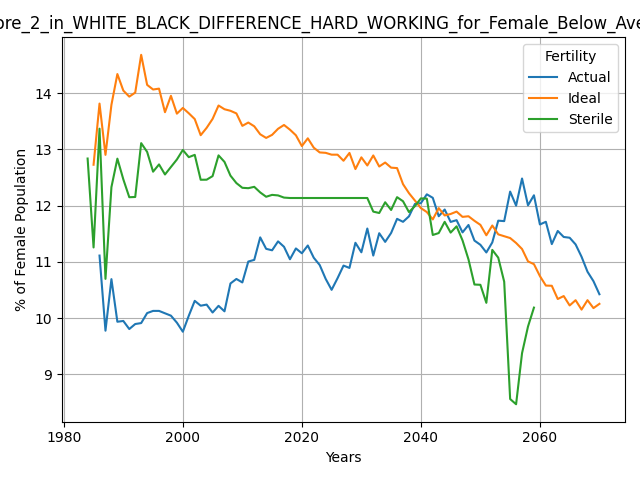 ore_2_in_WHITE_BLACK_DIFFERENCE_HARD_WORKING_for_Female_Below_Ave
Fertility
Actual
Ideal
Sterile
% of Female Population
14
13
12
11
10
9
1980
2000
2020
2040
2060
Years